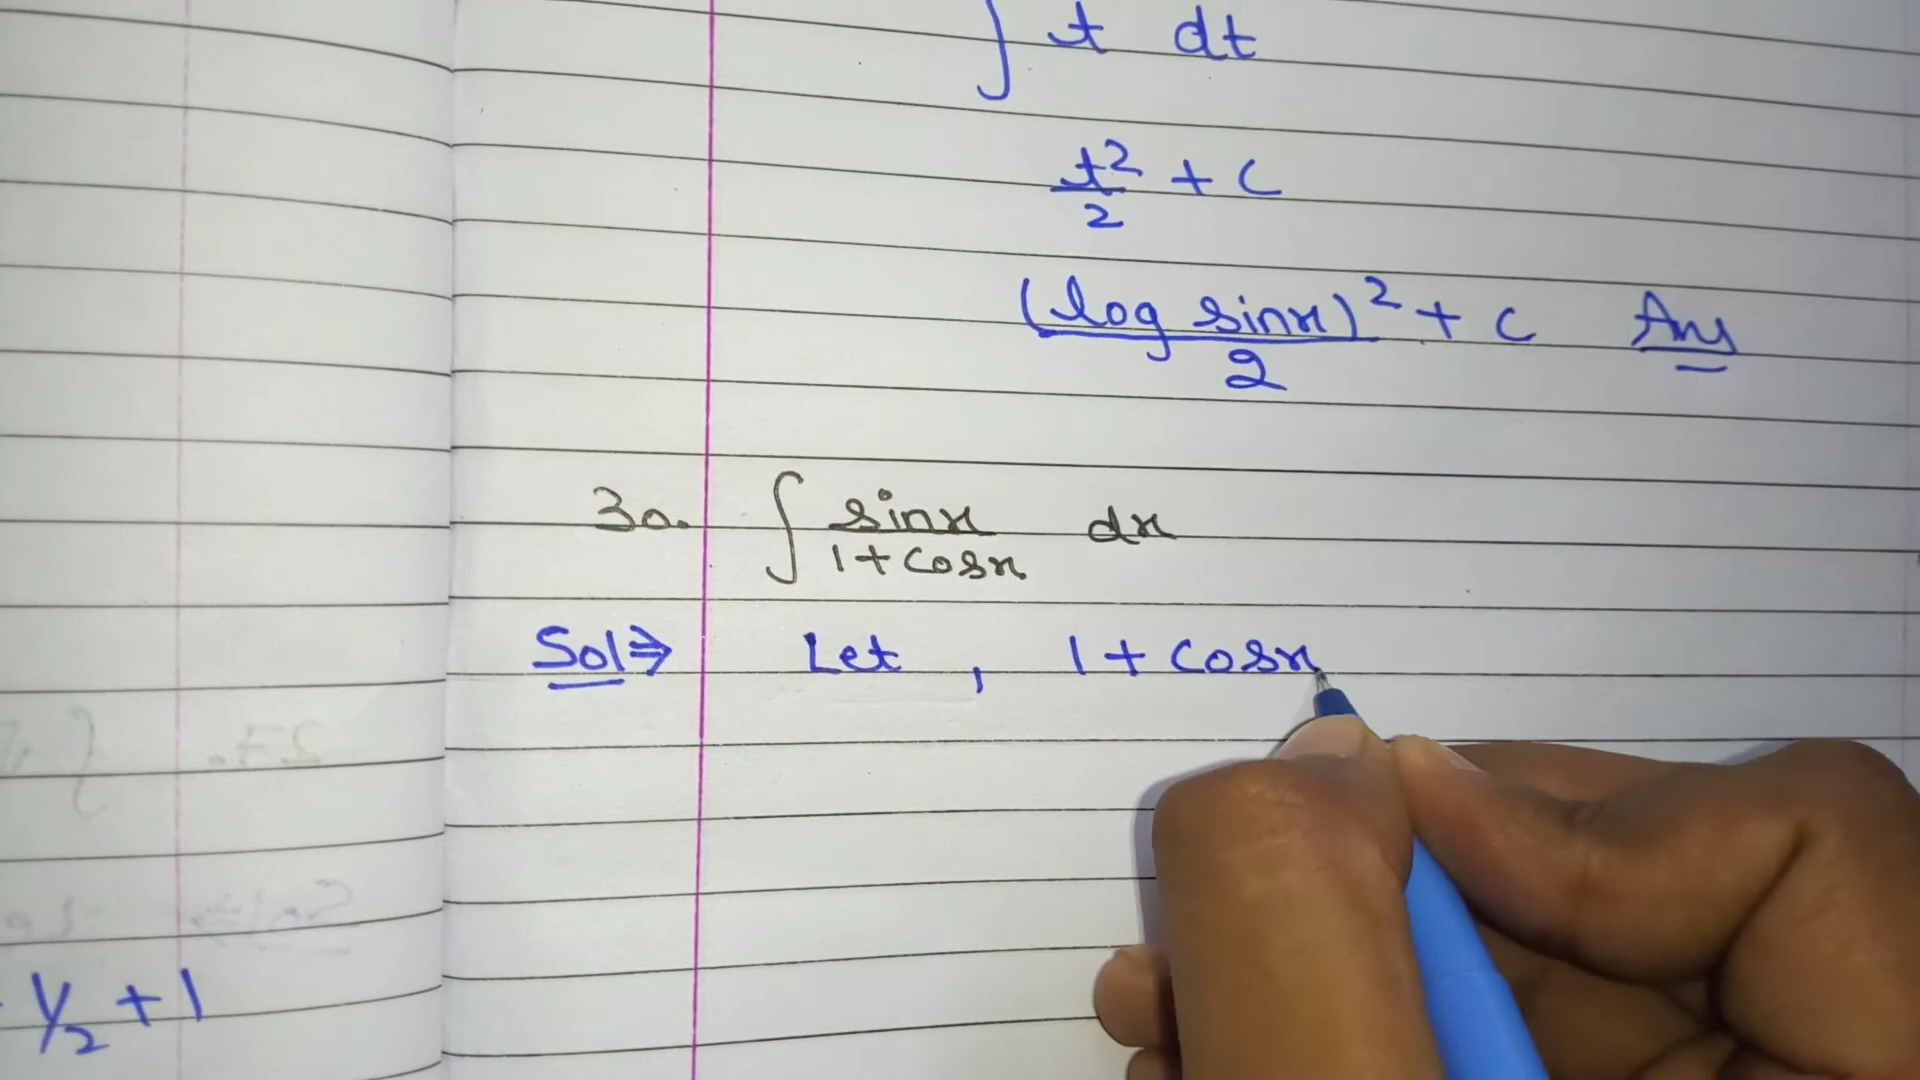 ∫ t dt
t²/2 + c
(log sinx)²/2 + c Ans
30. ∫ sinx/1+cosx dx
Sol⇒ Let , 1 + cosx
1/2 + 1
27.